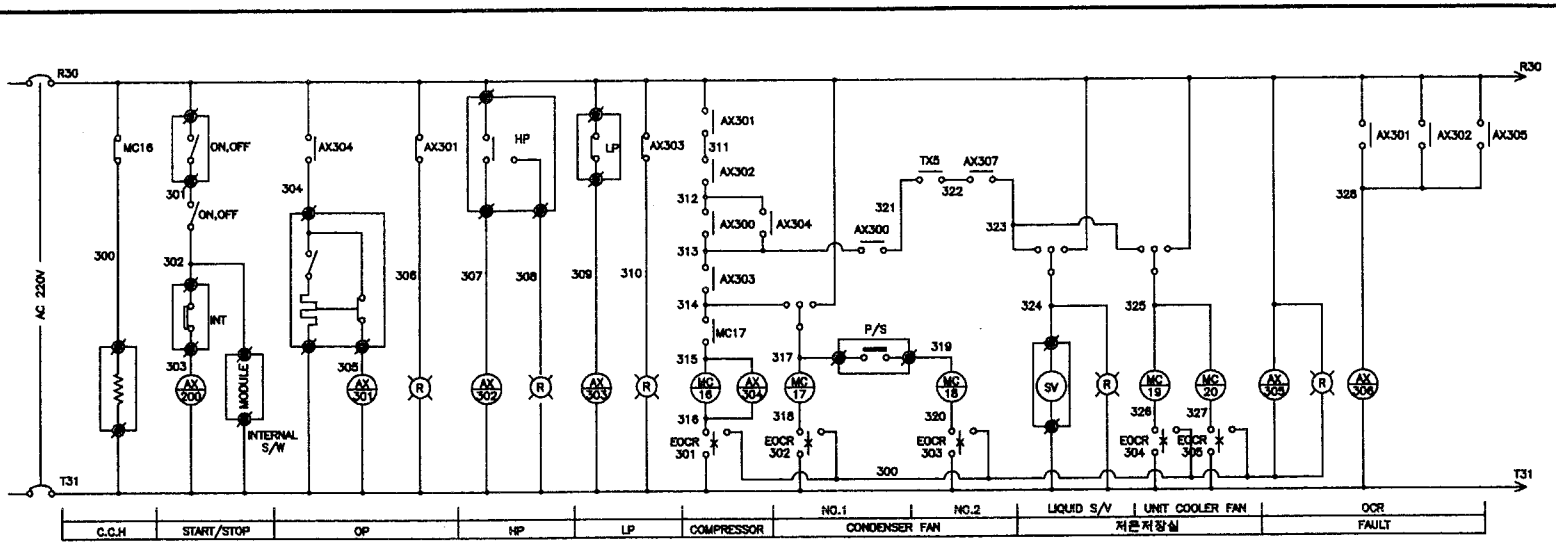 R30
R30
MC16
ON,OFF
AX304
AX301
HP
LP
AX303
AX301
311
AX302
AX301
AX302
AX305
TX5
AX307
322
301
ON,OFF
304
312
321
328
AX300
AX304
AX300
323
313
300
302
306
307
308
309
310
AX303
AC 220V
INT
314
324
325
MC17
P/S
303
305
315
317
319
AX
200
MODULE
AX
301
R
AX
302
R
AX
303
R
MC
16
AX
304
MC
17
MC
18
SV
R
MC
19
MC
20
AX
305
R
AX
306
316
318
320
326
327
INTERNAL
S/W
EOCR
301
EOCR
302
EOCR
303
EOCR
304
EOCR
305
300
T31
T31
NO.1
NO.2
LIQUID S/V
UNIT COOLER FAN
OCR
C.C.H
START/STOP
OP
HP
LP
COMPRESSOR
CONDENSER FAN
저온저장실
FAULT